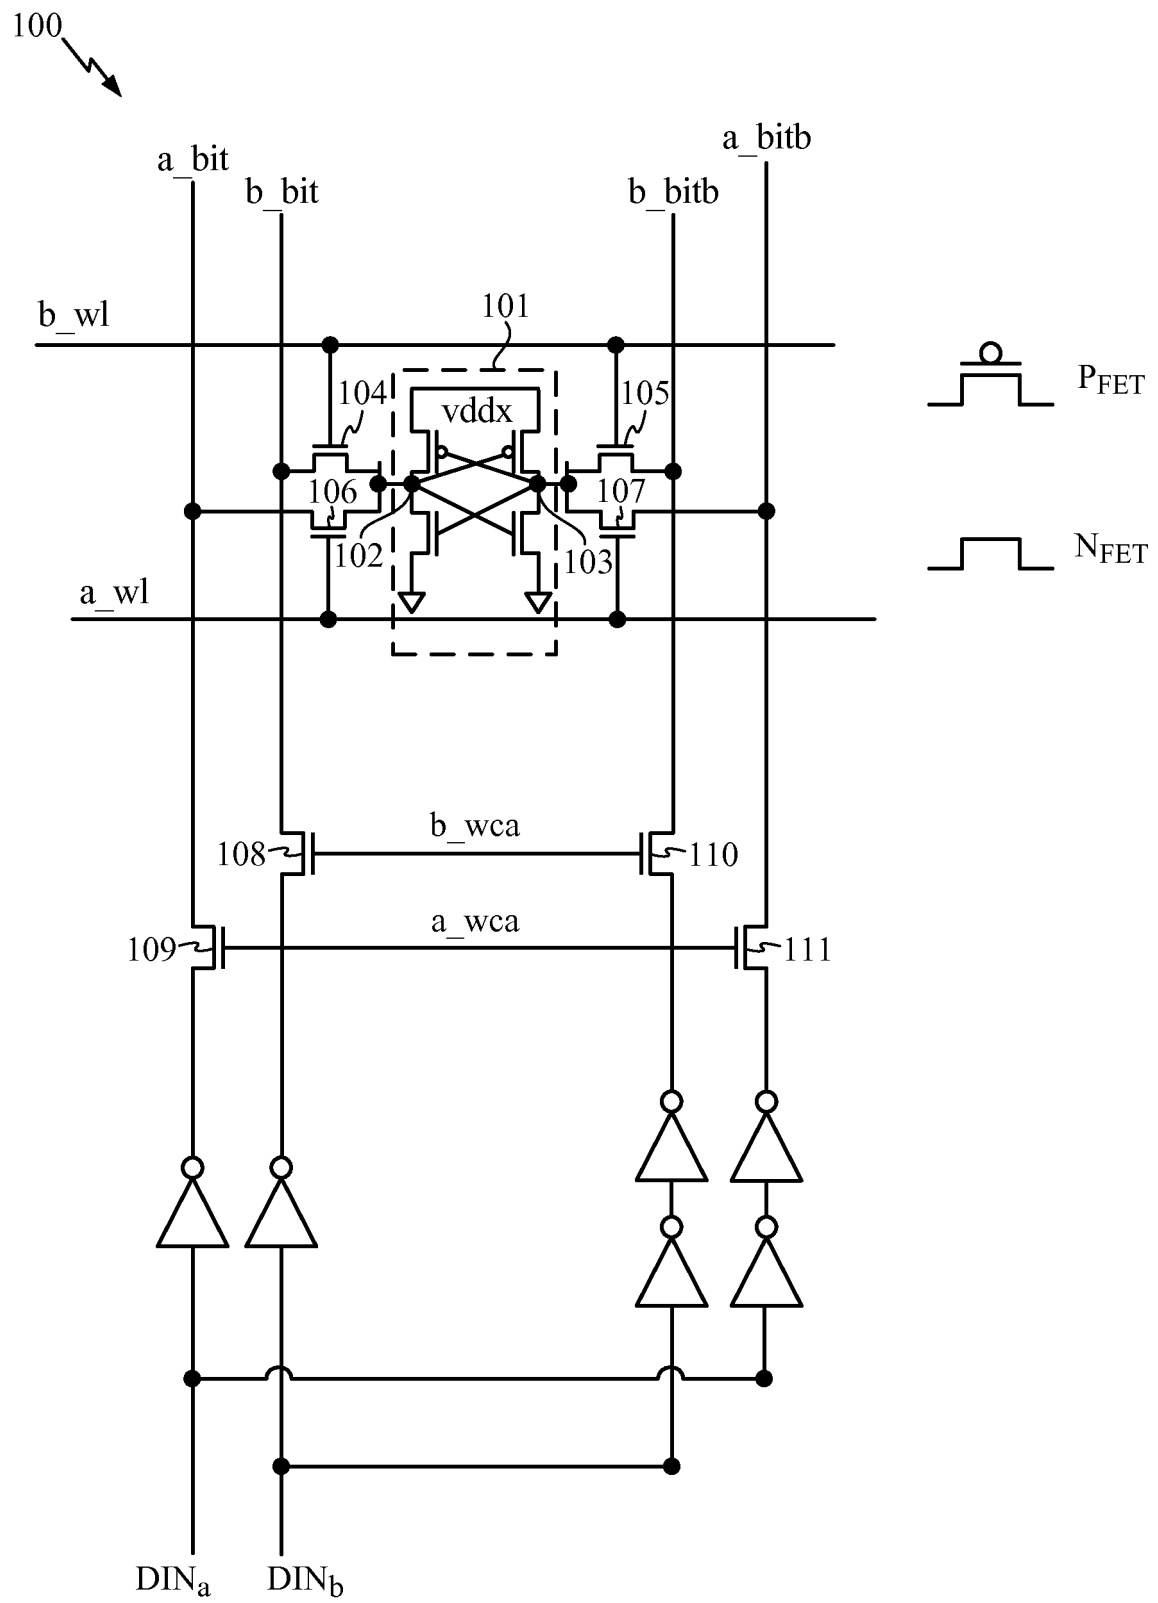 100
a_bit
b_bit
b_bitb
a_bitb
b_wl
101
104
vddx
105
PFET
106
107
102
103
NFET
a_wl
b_wca
108
110
a_wca
109
111
DINa
DINb